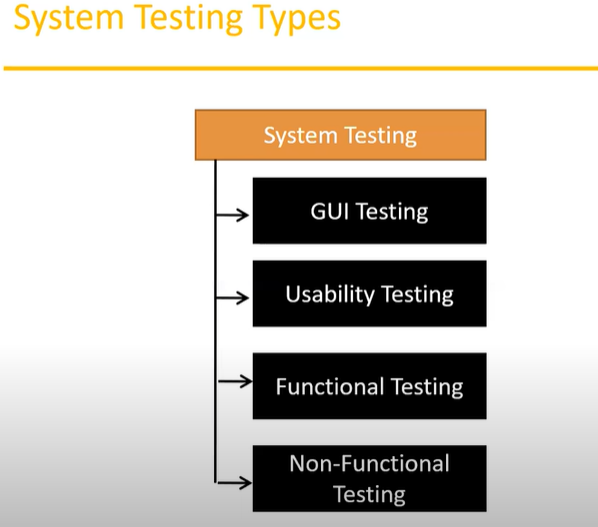 System Testing Types
System Testing
GUI Testing
Usability Testing
Functional Testing
Non-Functional
Testing